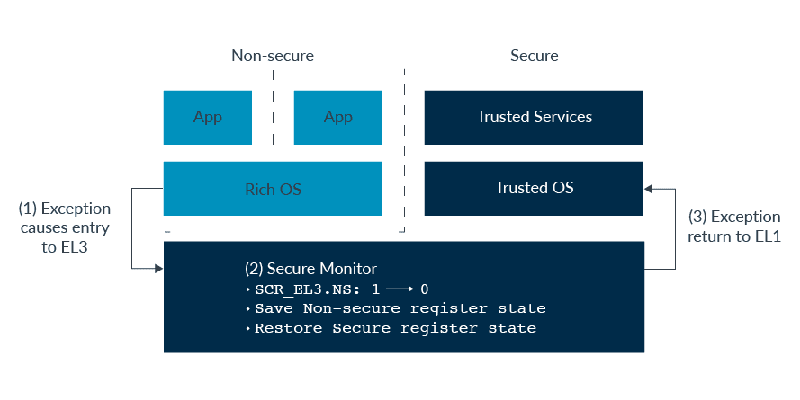 Non-secure
Secure
App
App
Trusted Services
Rich OS
Trusted OS
(1) Exception
causes entry
to EL3
(3) Exception
return to EL1
(2) Secure Monitor
‣ SCR_EL3.NS: 1 → 0
‣ Save Non-secure register state
‣ Restore Secure register state